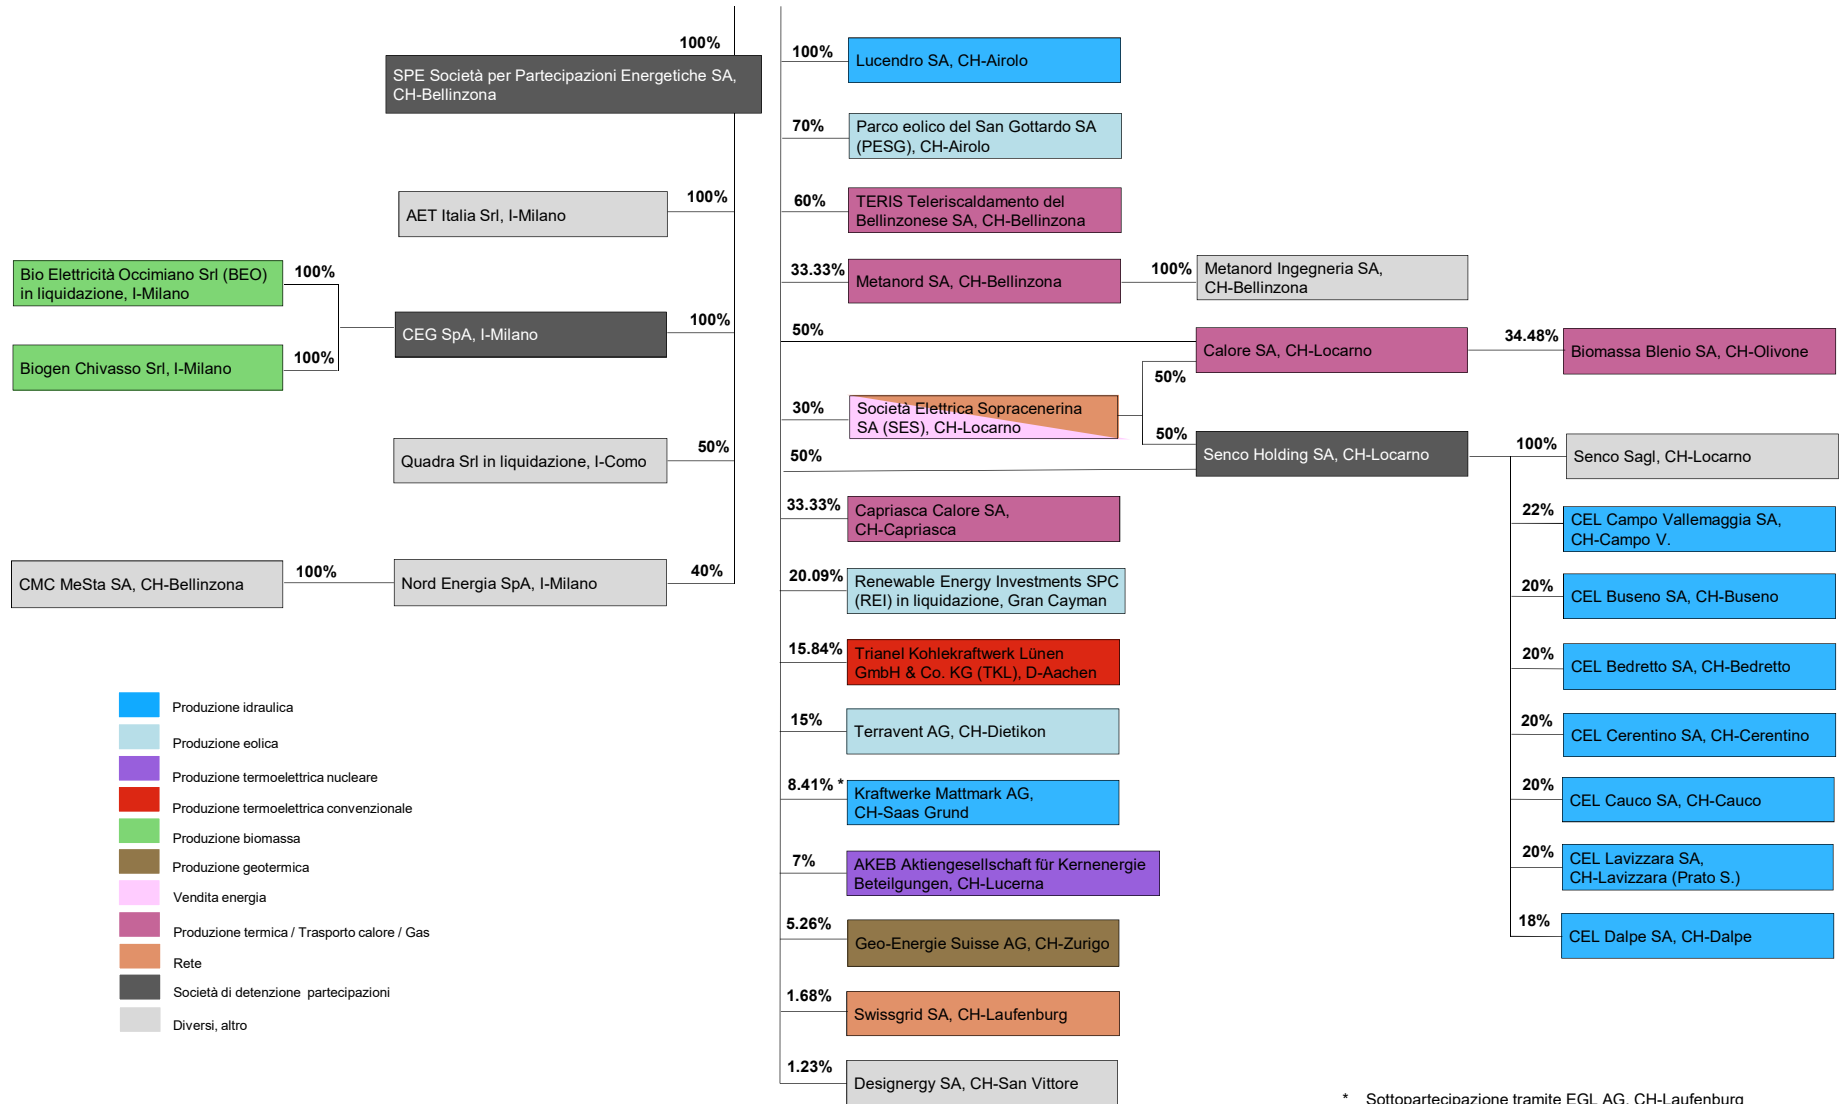 100%
SPE Società per Partecipazioni Energetiche SA,
CH-Bellinzona
100%
AET Italia Srl, I-Milano
Bio Elettricità Occimiano Srl (BEO)
in liquidazione, I-Milano
100%
Biogen Chivasso Srl, I-Milano
100%
CEG SpA, I-Milano
100%
Quadra Srl in liquidazione, I-Como
50%
CMC MeSta SA, CH-Bellinzona
100%
Nord Energia SpA, I-Milano
40%
Produzione idraulica
Produzione eolica
Produzione termoelettrica nucleare
Produzione termoelettrica convenzionale
Produzione biomassa
Produzione geotermica
Vendita energia
Produzione termica / Trasporto calore / Gas
Rete
Società di detenzione partecipazioni
Diversi, altro
100%
Lucendro SA, CH-Airolo
70%
Parco eolico del San Gottardo SA
(PESG), CH-Airolo
60%
TERIS Teleriscaldamento del
Bellinzonese SA, CH-Bellinzona
33.33%
Metanord SA, CH-Bellinzona
100%
Metanord Ingegneria SA,
CH-Bellinzona
50%
Calore SA, CH-Locarno
34.48%
Biomassa Blenio SA, CH-Olivone
50%
30%
Società Elettrica Sopracenerina
SA (SES), CH-Locarno
50%
50%
Senco Holding SA, CH-Locarno
100%
Senco Sagl, CH-Locarno
33.33%
Capriasca Calore SA,
CH-Capriasca
22%
CEL Campo Vallemaggia SA,
CH-Campo V.
20.09%
Renewable Energy Investments SPC
(REI) in liquidazione, Gran Cayman
20%
CEL Buseno SA, CH-Buseno
15.84%
Trianel Kohlekraftwerk Lünen
GmbH & Co. KG (TKL), D-Aachen
20%
CEL Bedretto SA, CH-Bedretto
15%
Terravent AG, CH-Dietikon
20%
CEL Cerentino SA, CH-Cerentino
8.41% *
Kraftwerke Mattmark AG,
CH-Saas Grund
20%
CEL Cauco SA, CH-Cauco
7%
AKEB Aktiengesellschaft für Kernenergie
Beteilgungen, CH-Lucerna
20%
CEL Lavizzara SA,
CH-Lavizzara (Prato S.)
5.26%
Geo-Energie Suisse AG, CH-Zurigo
18%
CEL Dalpe SA, CH-Dalpe
1.68%
Swissgrid SA, CH-Laufenburg
1.23%
Designergy SA, CH-San Vittore
* Sottopartecipazione tramite EGL AG, CH-Laufenburg